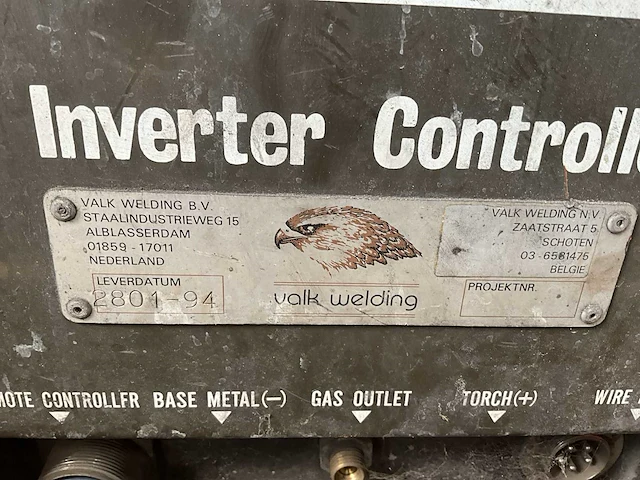 Inverter Controll
VALK WELDING B.V.
STAALINDUSTRIEWEG 15
ALBLASSERDAM
01859 - 17011
NEDERLAND
LEVERDATUM
2801-94
valk welding
VALK WELDING N.V.
ZAATSTRAAT 5
SCHOTEN
03 - 6581475
BELGIE
PROJEKTNR.
MOTE CONTROLLER BASE METAL(-) GAS OUTLET TORCH(+) WIRE